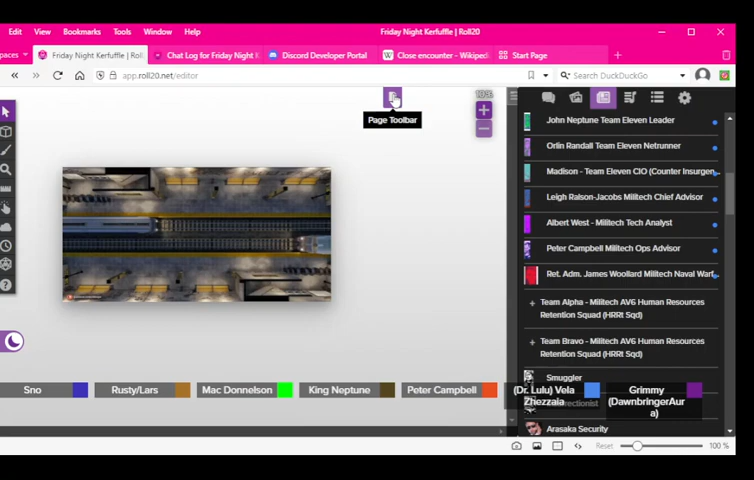 Edit View Bookmarks Tools Window Help Friday Night Kerfuffle | Roll20
paces Friday Night Kerfuffle | Roll Chat Log for Friday Night K Discord Developer Portal Close encounter - Wikiped Start Page
app.roll20.net/editor Search DuckDuckGo
Page Toolbar
John Neptune Team Eleven Leader
Orlin Randall Team Eleven Netrunner
Madison - Team Eleven CIO (Counter Insurgen...
Leigh Ralson-Jacobs Militech Chief Advisor
Albert West - Militech Tech Analyst
Peter Campbell Militech Ops Advisor
Ret. Adm. James Woollard Militech Naval Warf...
Team Alpha - Militech AV6 Human Resources
Retention Squad (HRRt Sqd)
Team Bravo - Militech AV6 Human Resources
Retention Squad (HRRt Sqd)
Smuggler
Sno Rusty/Lars Mac Donnelson King Neptune Peter Campbell (Dr. Lulu) Vela Grimmy
Zhezzaia (DawnbringerAur
a)
Arasaka Security
Reset 100 %